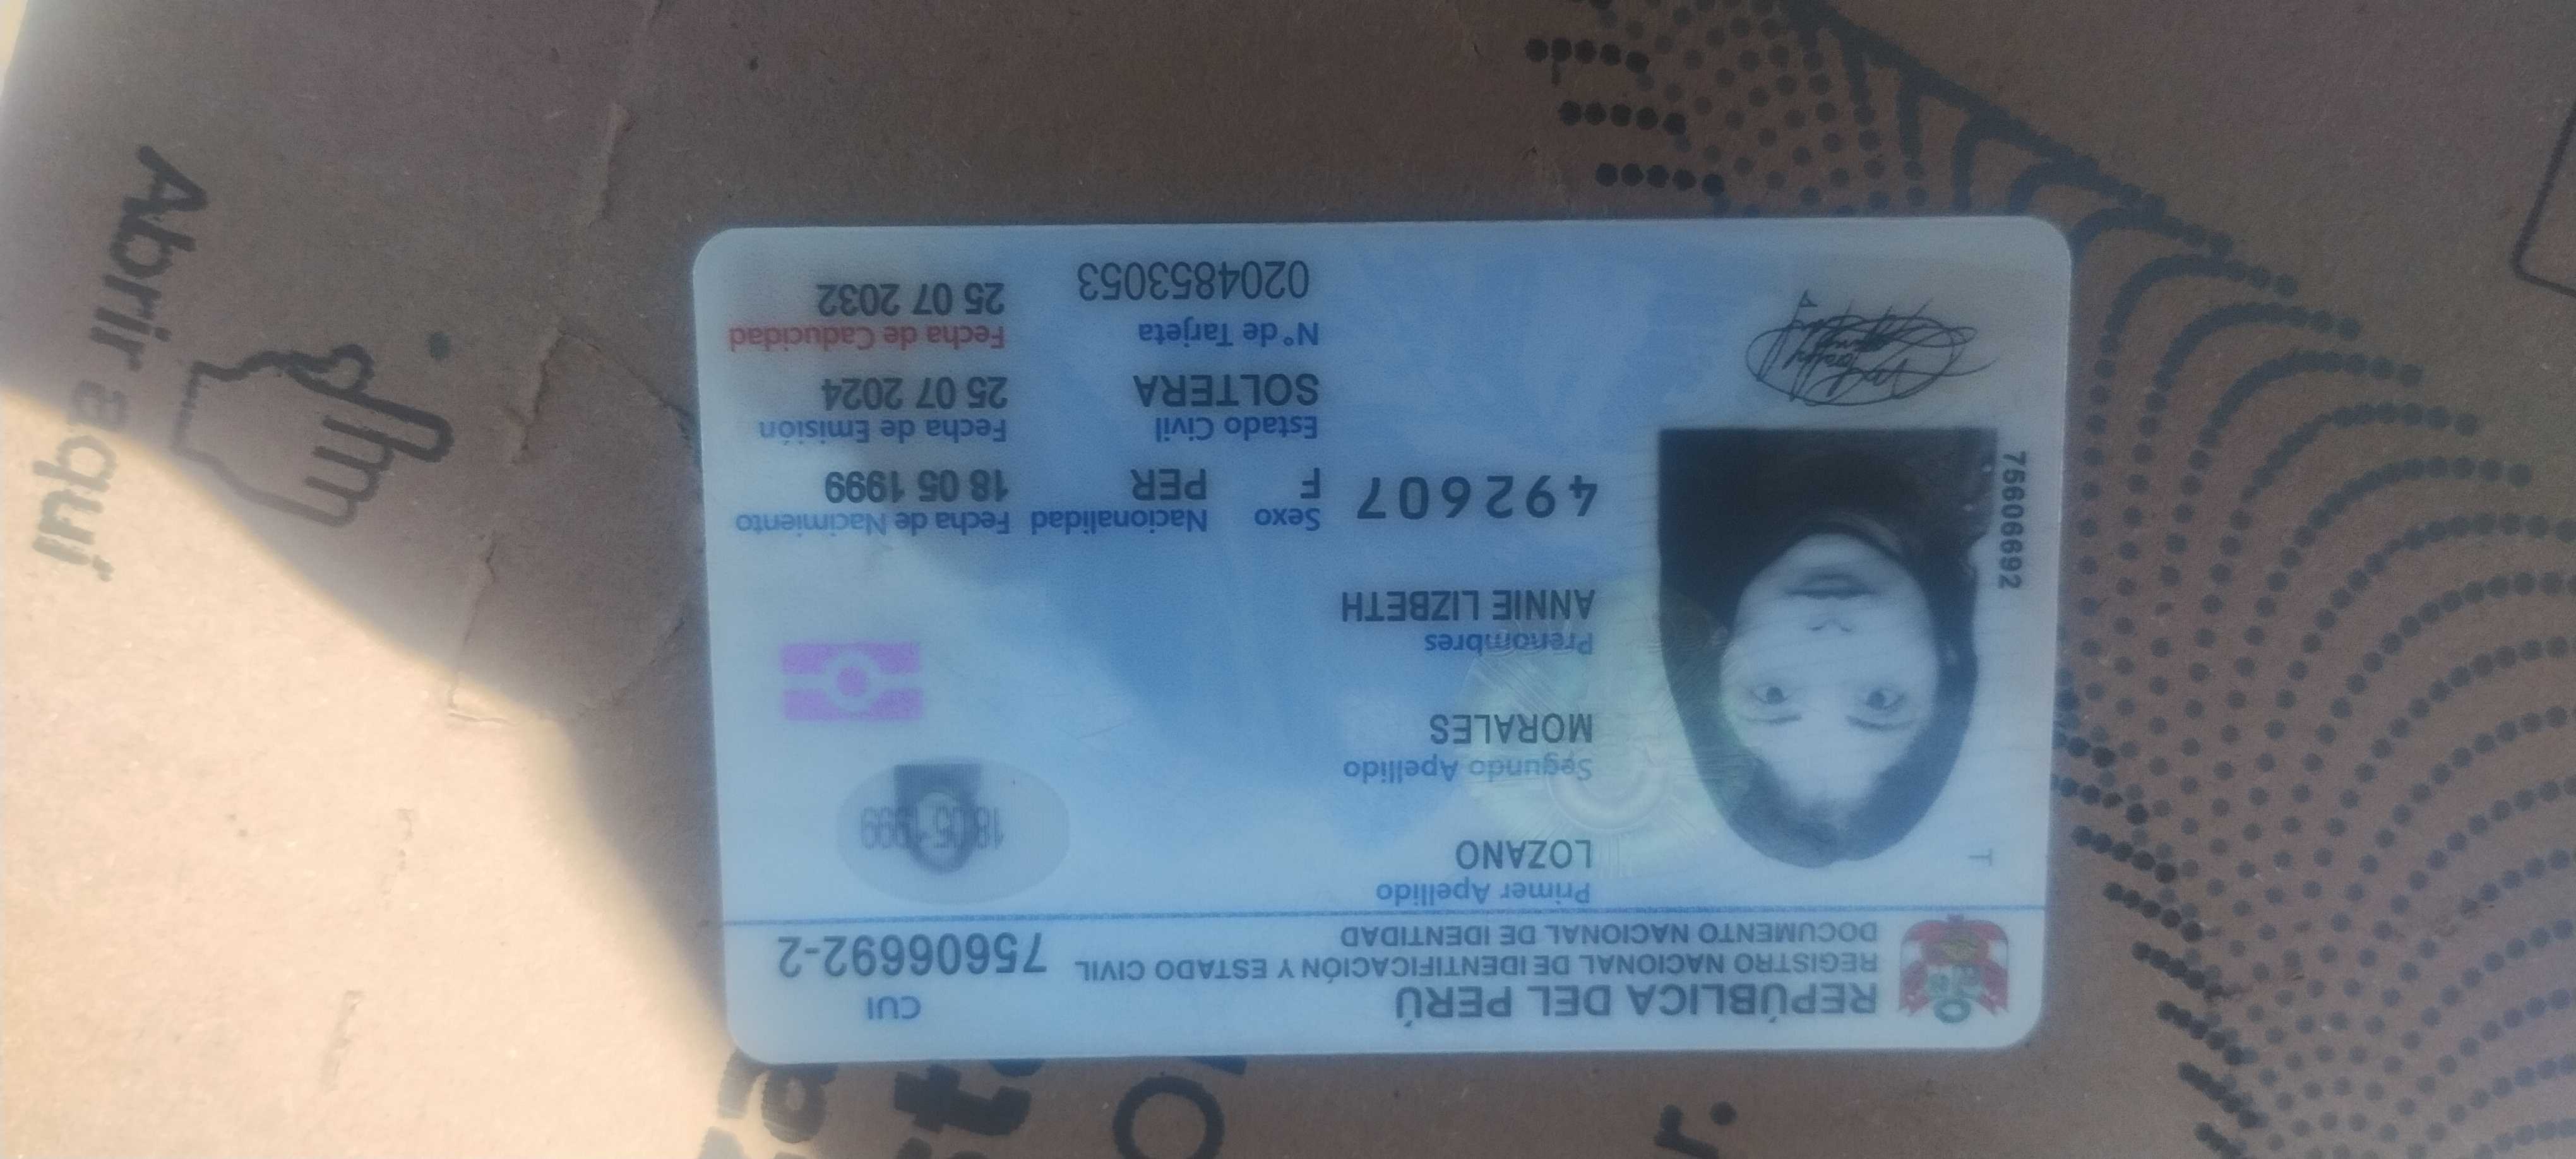 REPÚBLICA DEL PERÚ
REGISTRO NACIONAL DE IDENTIFICACIÓN Y ESTADO CIVIL
DOCUMENTO NACIONAL DE IDENTIDAD
CUI
75606692-2
Primer Apellido
LOZANO
Segundo Apellido
MORALES
Prenombres
ANNIE LIZBETH
18 05 1999
T
75606692
492607
Sexo
F
Nacionalidad
PER
Fecha de Nacimiento
18 05 1999
Estado Civil
SOLTERA
Fecha de Emisión
25 07 2024
N° de Tarjeta
0204853053
Fecha de Caducidad
25 07 2032
Abrir aquí